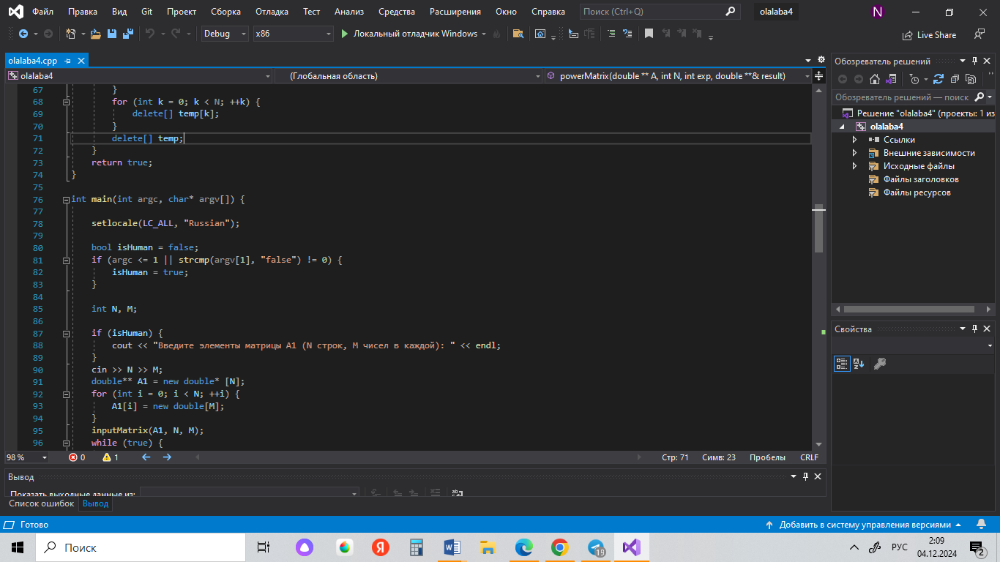 Файл Правка Вид Git Проект Сборка Отладка Тест Анализ Средства Расширения Окно Справка Поиск (Ctrl+Q) olalaba4 N
Debug x86 Локальный отладчик Windows Live Share
olalaba4.cpp
olalaba4 (Глобальная область) powerMatrix(double ** A, int N, int exp, double **& result)
67 }
68 for (int k = 0; k < N; ++k) {
69 delete[] temp[k];
70 }
71 delete[] temp;
72 }
73 return true;
74 }
75
76 int main(int argc, char* argv[]) {
77
78 setlocale(LC_ALL, "Russian");
79
80 bool isHuman = false;
81 if (argc <= 1 || strcmp(argv[1], "false") != 0) {
82 isHuman = true;
83 }
84
85 int N, M;
86
87 if (isHuman) {
88 cout << "Введите элементы матрицы A1 (N строк, M чисел в каждой): " << endl;
89 }
90 cin >> N >> M;
91 double** A1 = new double* [N];
92 for (int i = 0; i < N; ++i) {
93 A1[i] = new double[M];
94 }
95 inputMatrix(A1, N, M);
96 while (true) {
98 % 0 1 Стр: 71 Симв: 23 Пробелы CRLF
Вывод
Показать выходные данные из:
Список ошибок Вывод
Обозреватель решений
Обозреватель решений — поиск
Решение "olalaba4" (проекты: 1 из
olalaba4
Ссылки
Внешние зависимости
Исходные файлы
Файлы заголовков
Файлы ресурсов
Свойства
Готово Добавить в систему управления версиями
Поиск Я 19 РУС 2:09
04.12.2024 2